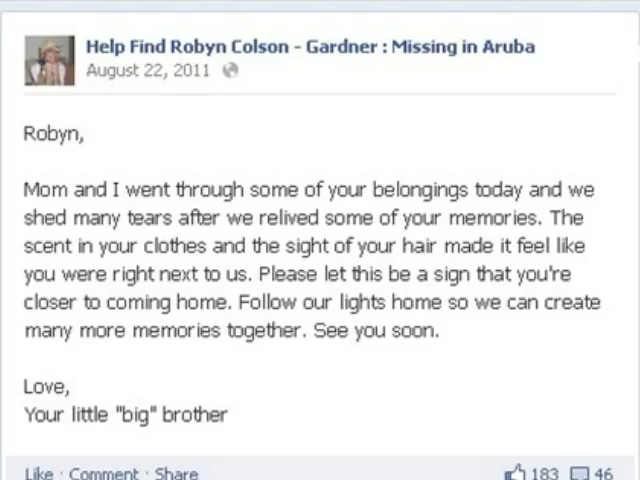 Help Find Robyn Colson - Gardner : Missing in Aruba
August 22, 2011
Robyn,
Mom and I went through some of your belongings today and we
shed many tears after we relived some of your memories. The
scent in your clothes and the sight of your hair made it feel like
you were right next to us. Please let this be a sign that you're
closer to coming home. Follow our lights home so we can create
many more memories together. See you soon.
Love,
Your little "big" brother
Like · Comment · Share 183 46